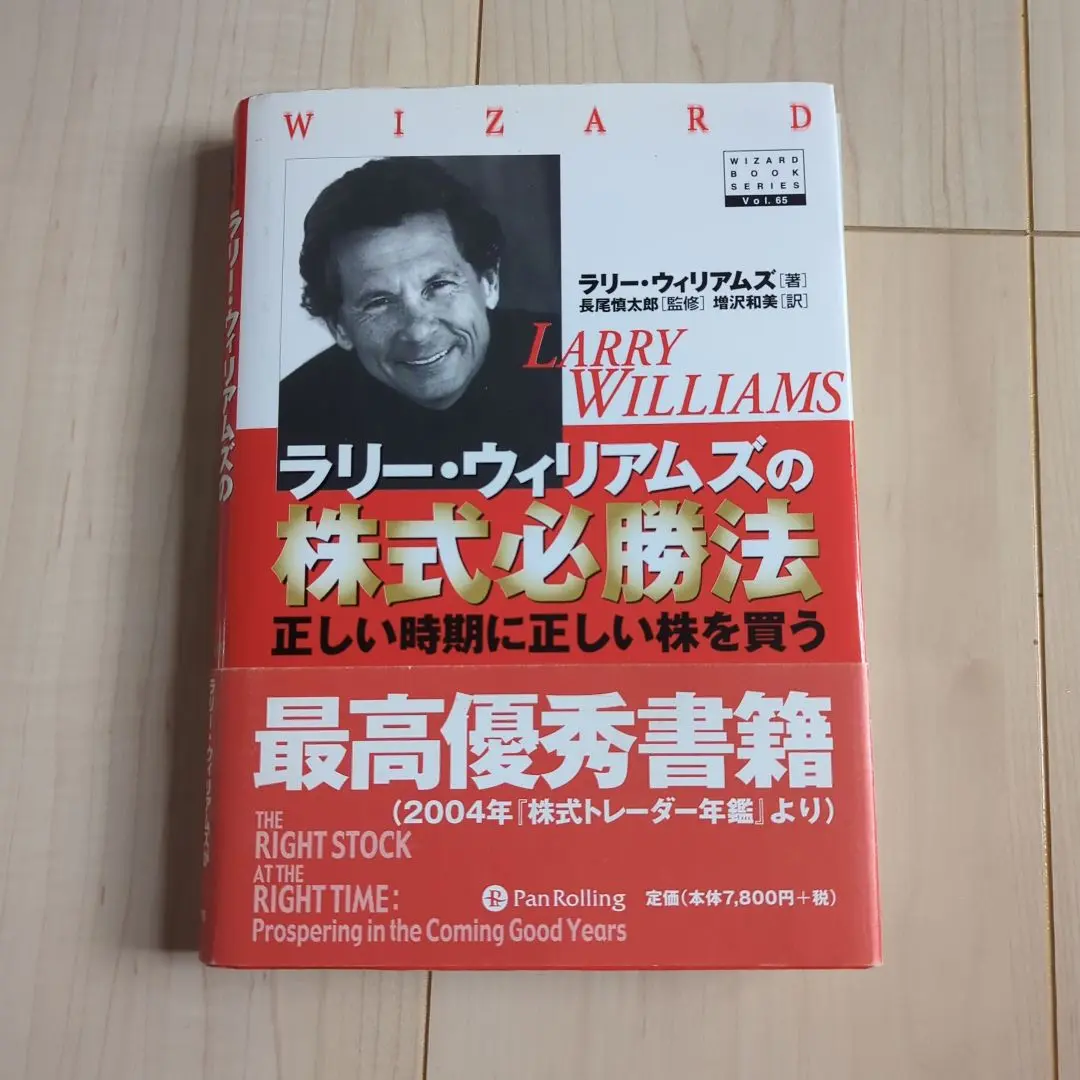 WIZARD
WIZARD
BOOK
SERIES
Vol. 65
ラリー・ウィリアムズ［著］
長尾慎太郎［監修］ 増沢和美［訳］
LARRY
WILLIAMS
ラリー・ウィリアムズの
株式必勝法
正しい時期に正しい株を買う
最高優秀書籍
(2004年『株式トレーダー年鑑』より)
THE
RIGHT STOCK
AT THE
RIGHT TIME:
Prospering in the Coming Good Years
PanRolling 定価(本体7,800円+税)
ラリー・ウィリアムズの